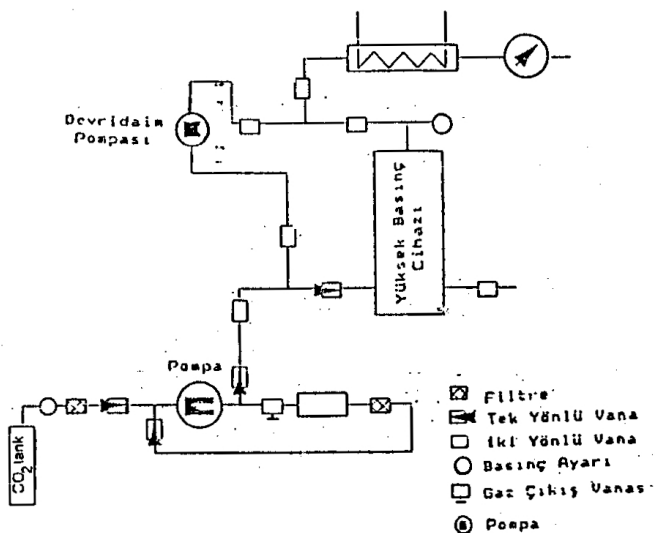 Devridaim
Pompası
Yüksek Basınç
Cihazı
Pompa
CO2 tank
Filtre
Tek Yönlü Vana
İki Yönlü Vana
Basınç Ayarı
Gaz Çıkış Vanas
Pompa